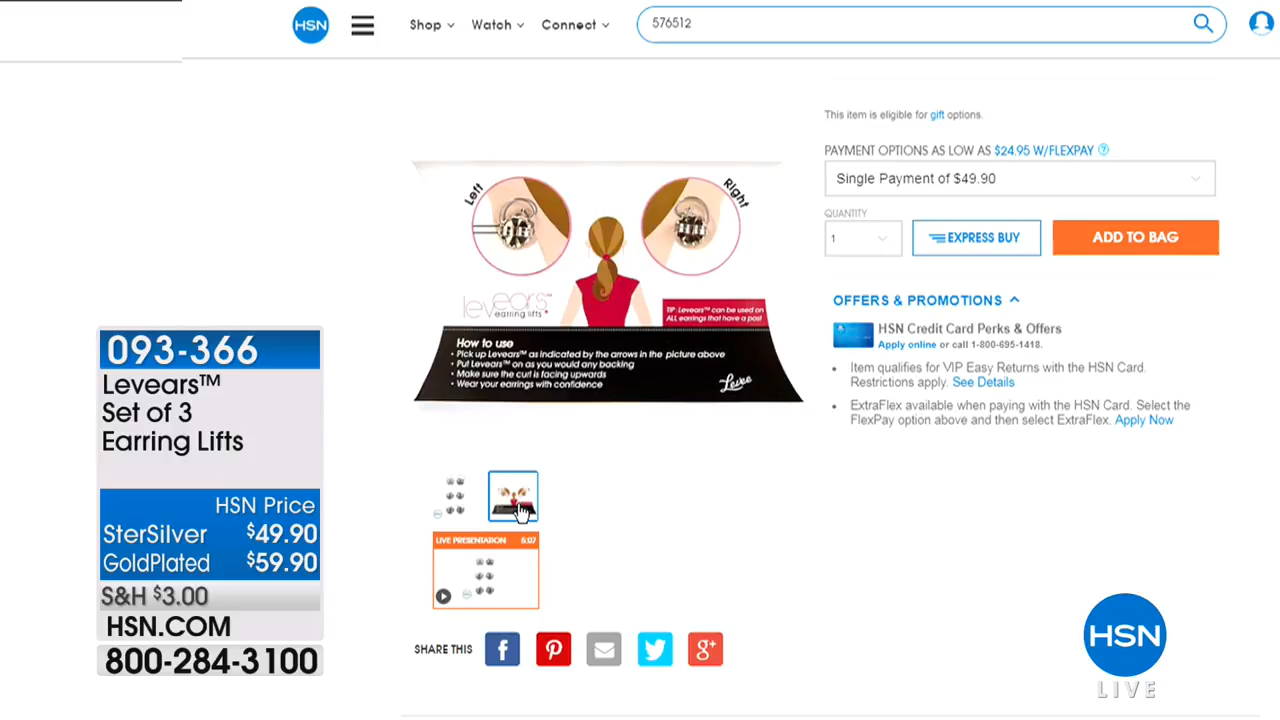 HSN
Shop
Watch
Connect
576512
This item is eligible for gift options.
PAYMENT OPTIONS AS LOW AS $24.95 W/FLEXPAY ?
Single Payment of $49.90
QUANTITY
1
EXPRESS BUY
ADD TO BAG
OFFERS & PROMOTIONS
HSN Credit Card Perks & Offers
Apply online or call 1-800-695-1418.
• Item qualifies for VIP Easy Returns with the HSN Card.
Restrictions apply. See Details
• ExtraFlex available when paying with the HSN Card. Select the
FlexPay option above and then select ExtraFlex. Apply Now
Left
Right
levears™
earring lifts
TIP: Levears™ can be used on
ALL earrings that have a post
How to use
• Pick up Levears™ as indicated by the arrows in the picture above
• Put Levears™ on as you would any backing
• Make sure the curl is facing upwards
• Wear your earrings with confidence
Levee
LIVE PRESENTATION 5:07
SHARE THIS
f
g+
093-366
Levears™
Set of 3
Earring Lifts
HSN Price
SterSilver $49.90
GoldPlated $59.90
S&H $3.00
HSN.COM
800-284-3100
HSN
LIVE